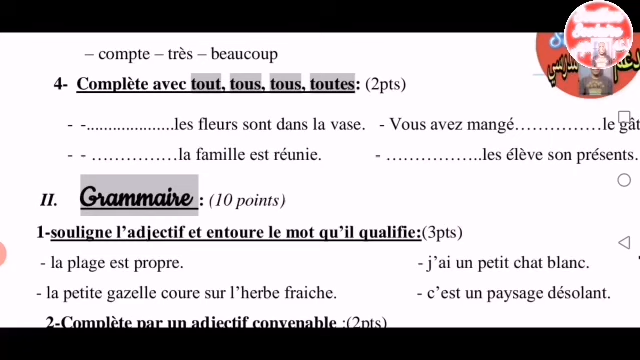 – compte – très – beaucoup
4- Complète avec tout, tous, tous, toutes: (2pts)
- -....................les fleurs sont dans la vase. - Vous avez mangé……………le gât
- - ……………la famille est réunie. - ……………..les élève son présents.
II. Grammaire : (10 points)
1-souligne l’adjectif et entoure le mot qu’il qualifie:(3pts)
- la plage est propre. - j’ai un petit chat blanc.
- la petite gazelle coure sur l’herbe fraiche. - c’est un paysage désolant.
2-Complète par un adjectif convenable :(2pts)